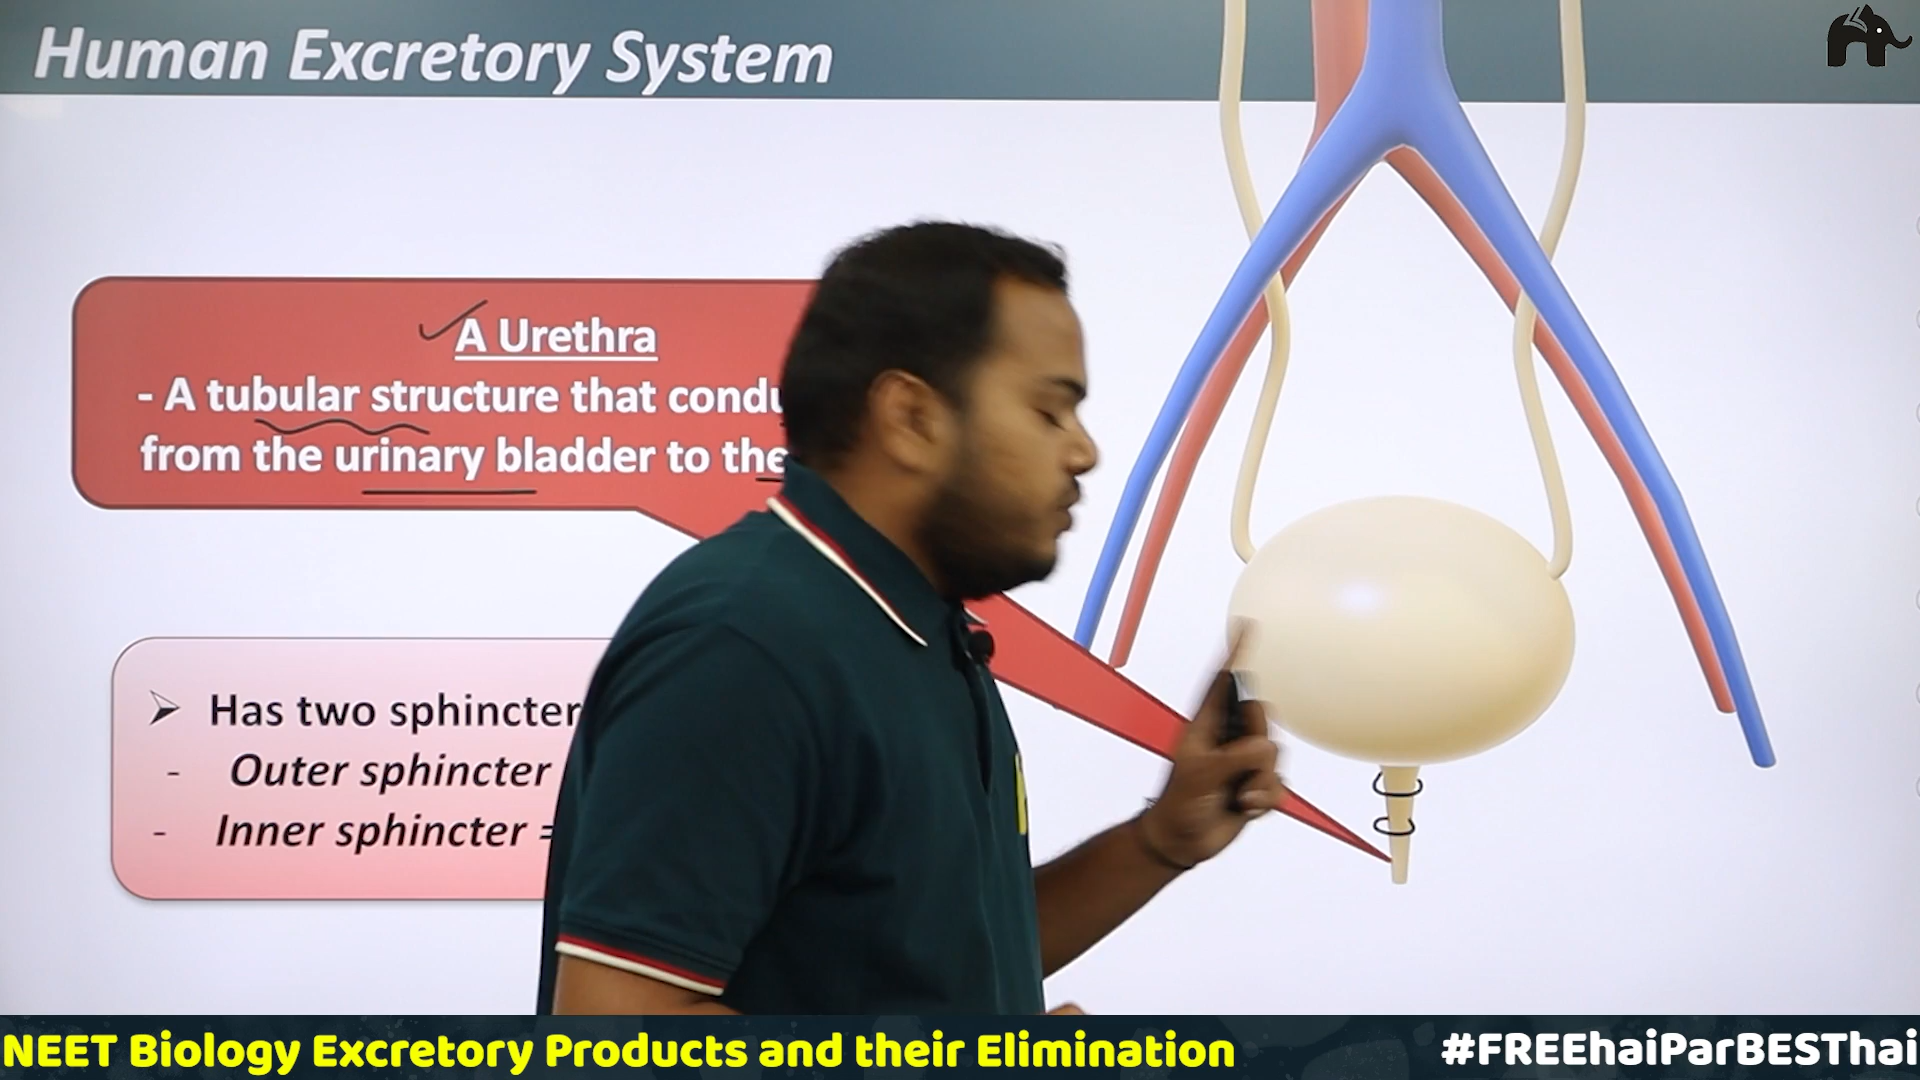 Human Excretory System
A Urethra
- A tubular structure that
from the urinary bladder to the
➢ Has two sphincter
- Outer sphincter
- Inner sphincter =
NEET Biology Excretory Products and their Elimination
#FREEhaiParBESThai